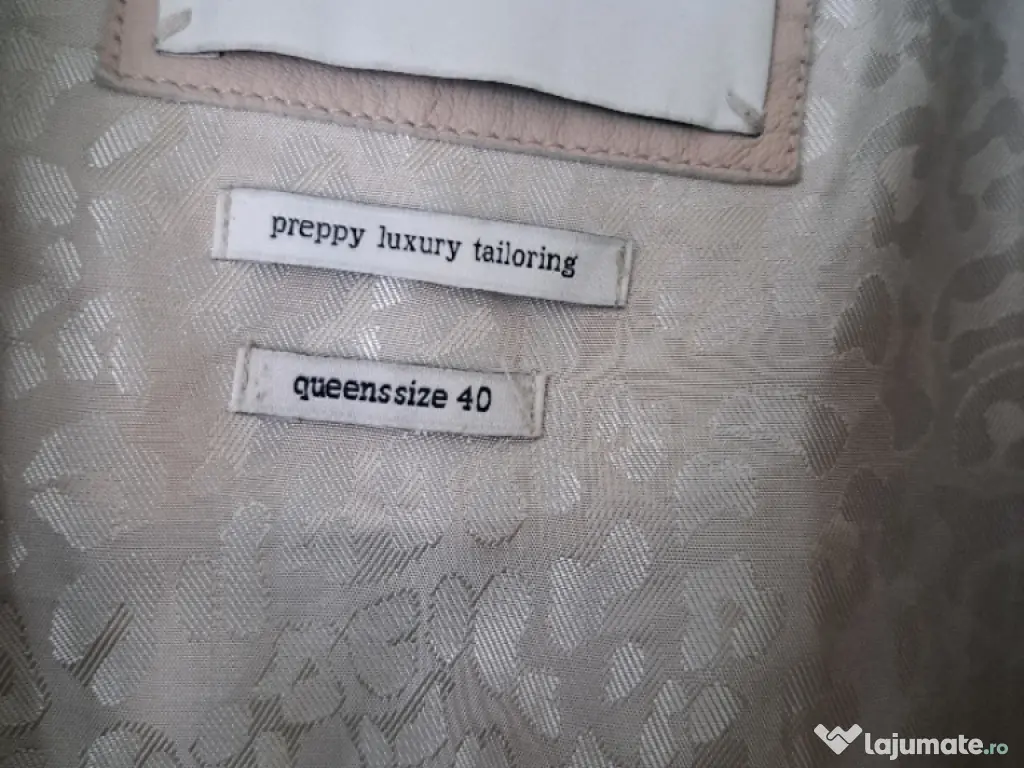 preppy luxury tailoring
queenssize 40
lajumate.ro